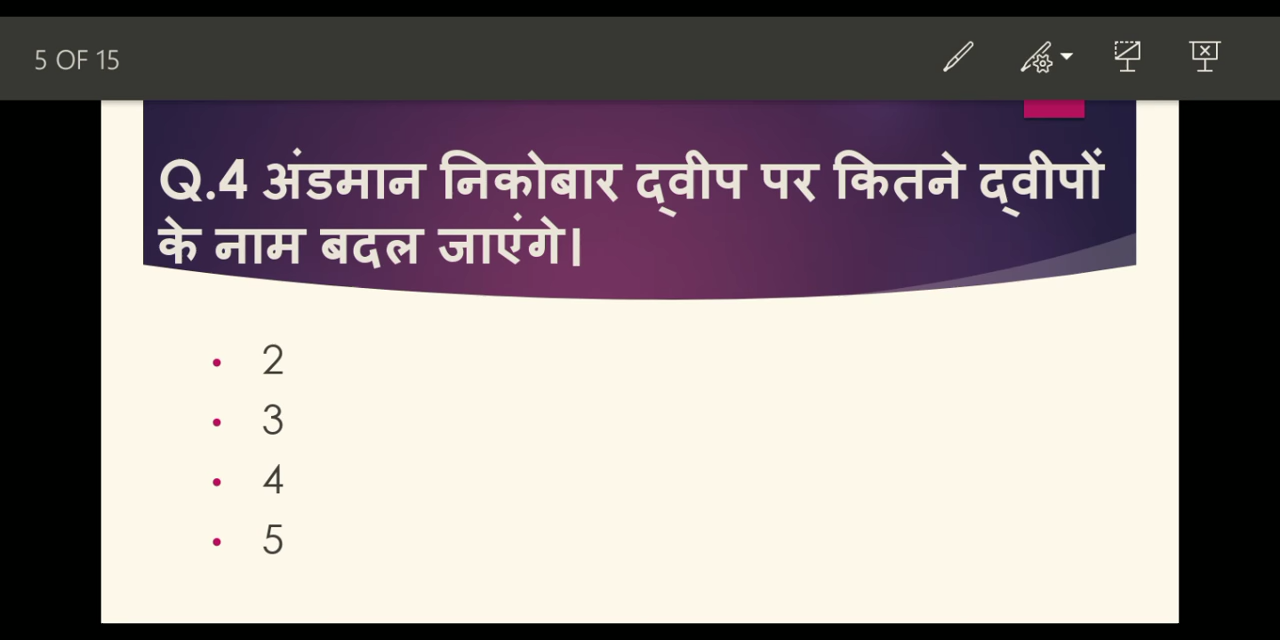 5 OF 15
Q.4 अंडमान निकोबार द्वीप पर कितने द्वीपों
के नाम बदल जाएंगे।
• 2
• 3
• 4
• 5